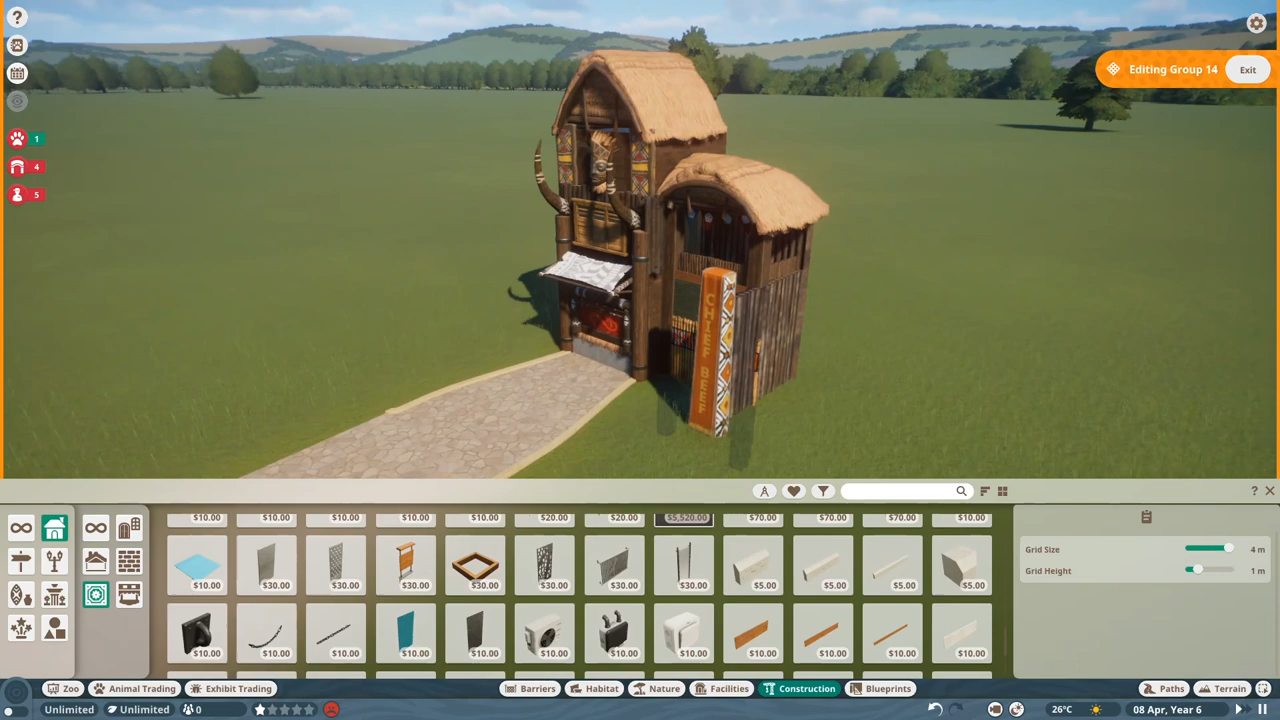 ?
Editing Group 14
Exit
1
4
5
CHIEF BEEF
? ×
$10.00 $10.00 $10.00 $10.00 $10.00 $20.00 $20.00 $5,520.00 $70.00 $70.00 $70.00 $10.00
$10.00 $30.00 $30.00 $30.00 $30.00 $30.00 $30.00 $30.00 $5.00 $5.00 $5.00 $5.00
$10.00 $10.00 $10.00 $10.00 $10.00 $10.00 $10.00 $10.00 $10.00 $10.00 $10.00 $10.00
Grid Size 4 m
Grid Height 1 m
Zoo Animal Trading Exhibit Trading Barriers Habitat Nature Facilities Construction Blueprints Paths Terrain
Unlimited Unlimited 0 26°C 08 Apr, Year 6